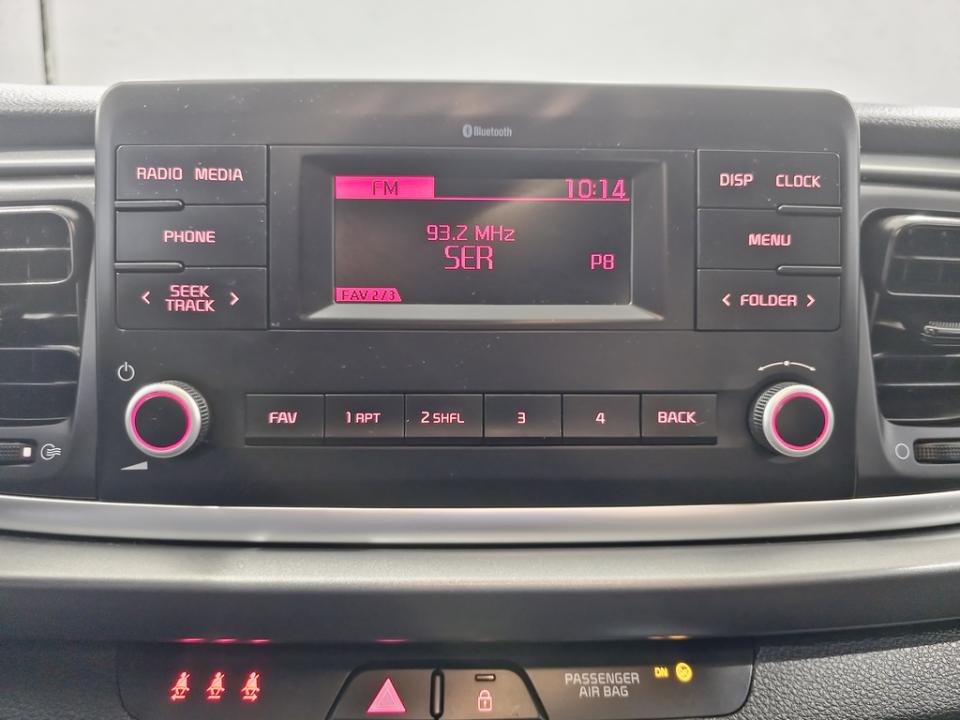 Bluetooth
RADIO MEDIA
DISP CLOCK
FM 10:14
PHONE
93.2 MHz
MENU
SER P8
< SEEK TRACK >
FAV 2/3
< FOLDER >
FAV 1 RPT 2 SHFL 3 4 BACK
PASSENGER ON
AIR BAG